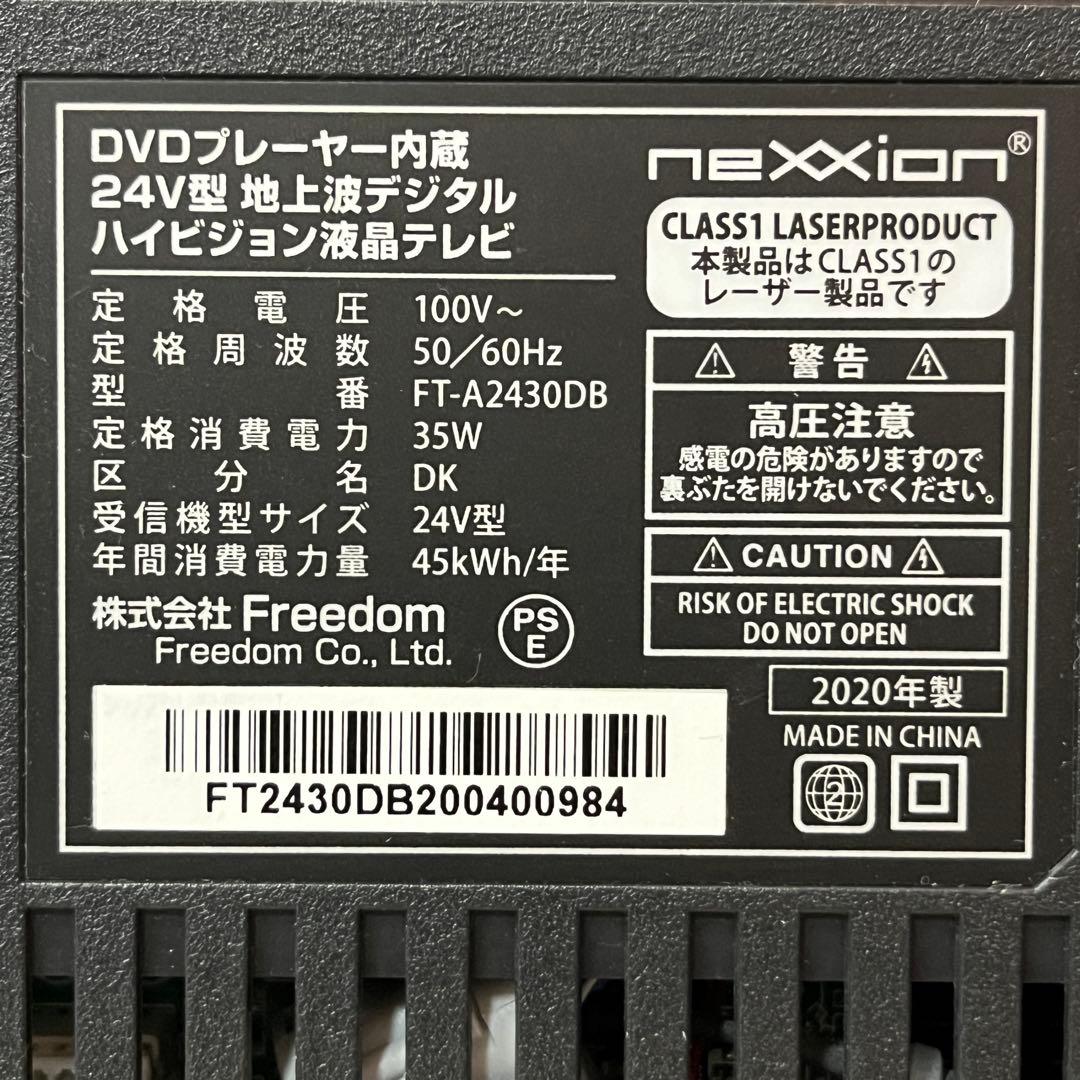 DVDプレーヤー内蔵
24V型 地上波デジタル
ハイビジョン液晶テレビ
定格電圧 100V～
定格周波数 50/60Hz
型番 FT-A2430DB
定格消費電力 35W
区分名 DK
受信機型サイズ 24V型
年間消費電力量 45kWh/年
株式会社 Freedom
Freedom Co., Ltd.
PS
E
FT2430DB200400984
nexxion®
CLASS1 LASERPRODUCT
本製品はCLASS1の
レーザー製品です
警告
高圧注意
感電の危険がありますので
裏ぶたを開けないでください。
CAUTION
RISK OF ELECTRIC SHOCK
DO NOT OPEN
2020年製
MADE IN CHINA
2